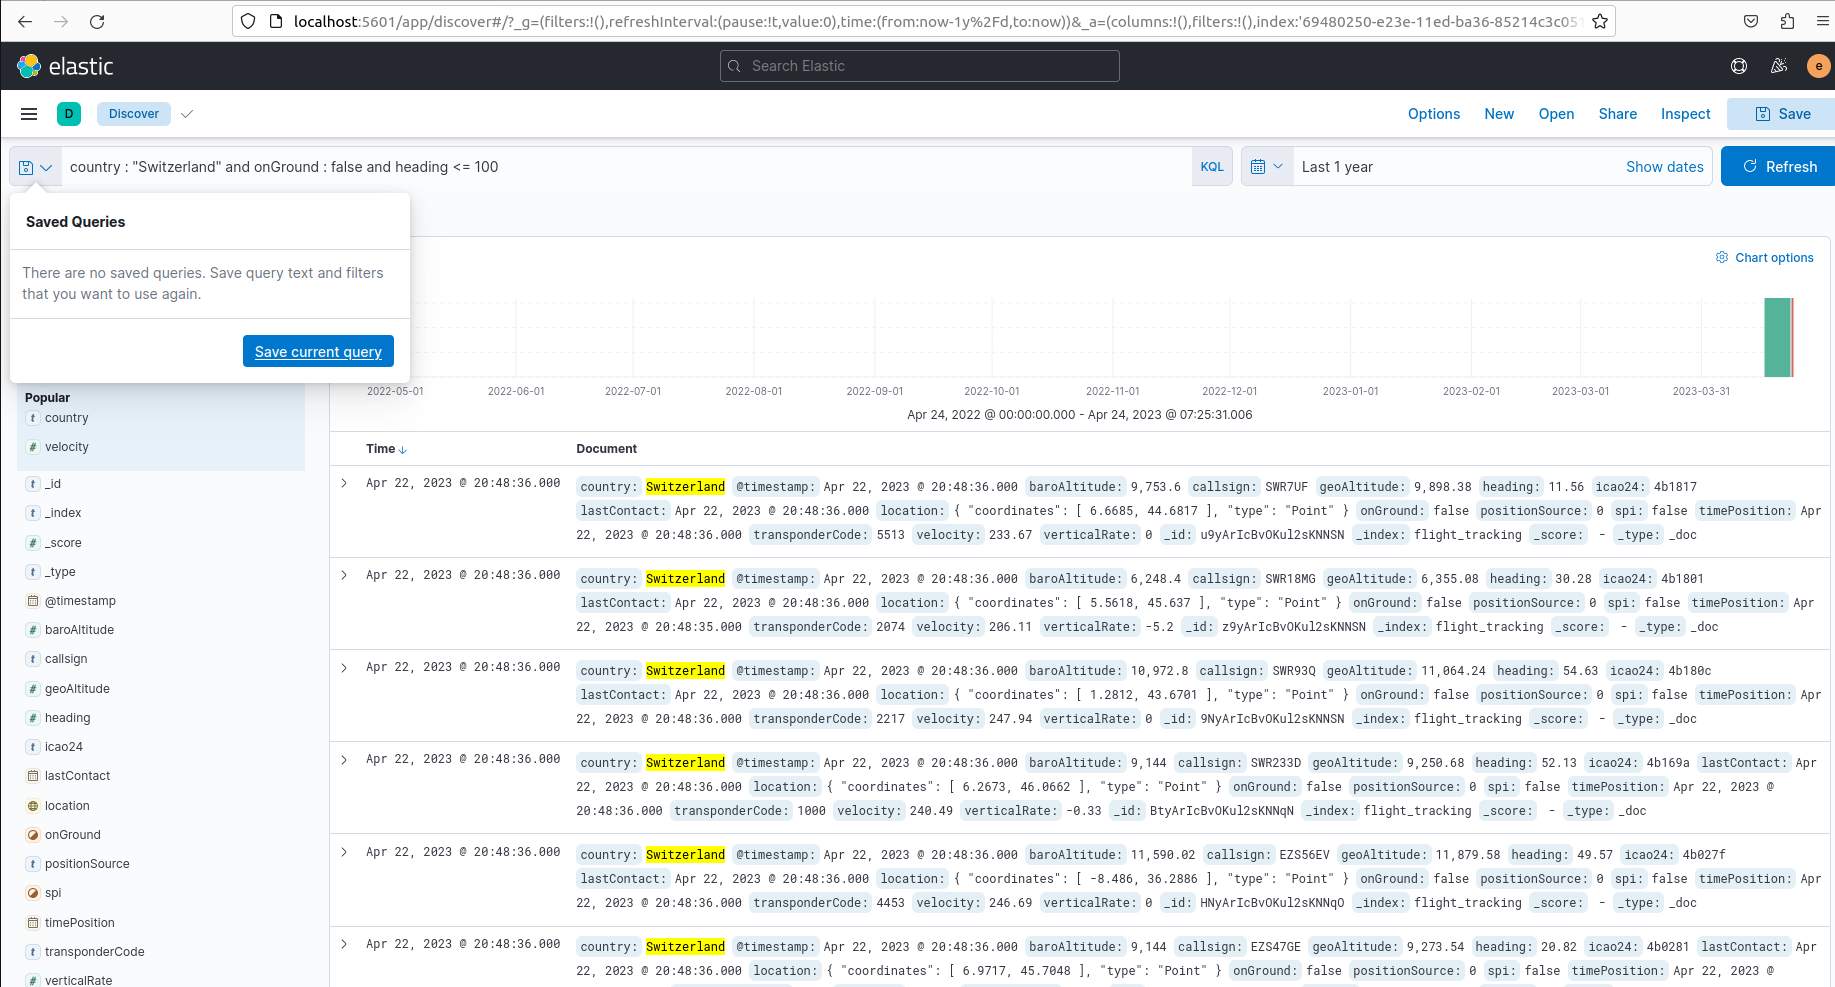 localhost:5601/app/discover#/?_g=(filters:!(),refreshInterval:(pause:!t,value:0),time:(from:now-1y%2Fd,to:now))&_a=(columns:!(),filters:!(),index:'69480250-e23e-11ed-ba36-85214c3c051
elastic
Search Elastic
e
D Discover
Options New Open Share Inspect Save
country : "Switzerland" and onGround : false and heading <= 100 KQL Last 1 year Show dates Refresh
Saved Queries
There are no saved queries. Save query text and filters
that you want to use again.
Save current query
Chart options
2022-05-01 2022-06-01 2022-07-01 2022-08-01 2022-09-01 2022-10-01 2022-11-01 2022-12-01 2023-01-01 2023-02-01 2023-03-01 2023-03-31
Apr 24, 2022 @ 00:00:00.000 - Apr 24, 2023 @ 07:25:31.006
Popular
t country
# velocity
t _id
t _index
# _score
t _type
@timestamp
# baroAltitude
t callsign
# geoAltitude
# heading
t icao24
lastContact
location
onGround
t positionSource
spi
timePosition
t transponderCode
# verticalRate
Time Document
Apr 22, 2023 @ 20:48:36.000 country: Switzerland @timestamp: Apr 22, 2023 @ 20:48:36.000 baroAltitude: 9,753.6 callsign: SWR7UF geoAltitude: 9,898.38 heading: 11.56 icao24: 4b1817
lastContact: Apr 22, 2023 @ 20:48:36.000 location: { "coordinates": [ 6.6685, 44.6817 ], "type": "Point" } onGround: false positionSource: 0 spi: false timePosition: Apr
22, 2023 @ 20:48:36.000 transponderCode: 5513 velocity: 233.67 verticalRate: 0 _id: u9yArIcBvOKul2sKNNSN _index: flight_tracking _score: - _type: _doc
Apr 22, 2023 @ 20:48:36.000 country: Switzerland @timestamp: Apr 22, 2023 @ 20:48:36.000 baroAltitude: 6,248.4 callsign: SWR18MG geoAltitude: 6,355.08 heading: 30.28 icao24: 4b1801
lastContact: Apr 22, 2023 @ 20:48:36.000 location: { "coordinates": [ 5.5618, 45.637 ], "type": "Point" } onGround: false positionSource: 0 spi: false timePosition: Apr
22, 2023 @ 20:48:35.000 transponderCode: 2074 velocity: 206.11 verticalRate: -5.2 _id: z9yArIcBvOKul2sKNNSN _index: flight_tracking _score: - _type: _doc
Apr 22, 2023 @ 20:48:36.000 country: Switzerland @timestamp: Apr 22, 2023 @ 20:48:36.000 baroAltitude: 10,972.8 callsign: SWR93Q geoAltitude: 11,064.24 heading: 54.63 icao24: 4b180c
lastContact: Apr 22, 2023 @ 20:48:36.000 location: { "coordinates": [ 1.2812, 43.6701 ], "type": "Point" } onGround: false positionSource: 0 spi: false timePosition: Apr
22, 2023 @ 20:48:36.000 transponderCode: 2217 velocity: 247.94 verticalRate: 0 _id: 9NyArIcBvOKul2sKNNSN _index: flight_tracking _score: - _type: _doc
Apr 22, 2023 @ 20:48:36.000 country: Switzerland @timestamp: Apr 22, 2023 @ 20:48:36.000 baroAltitude: 9,144 callsign: SWR233D geoAltitude: 9,250.68 heading: 52.13 icao24: 4b169a lastContact: Apr
22, 2023 @ 20:48:36.000 location: { "coordinates": [ 6.2673, 46.0662 ], "type": "Point" } onGround: false positionSource: 0 spi: false timePosition: Apr 22, 2023 @
20:48:36.000 transponderCode: 1000 velocity: 240.49 verticalRate: -0.33 _id: BtyArIcBvOKul2sKNNqN _index: flight_tracking _score: - _type: _doc
Apr 22, 2023 @ 20:48:36.000 country: Switzerland @timestamp: Apr 22, 2023 @ 20:48:36.000 baroAltitude: 11,590.02 callsign: EZS56EV geoAltitude: 11,879.58 heading: 49.57 icao24: 4b027f
lastContact: Apr 22, 2023 @ 20:48:36.000 location: { "coordinates": [ -8.486, 36.2886 ], "type": "Point" } onGround: false positionSource: 0 spi: false timePosition: Apr
22, 2023 @ 20:48:36.000 transponderCode: 4453 velocity: 246.69 verticalRate: 0 _id: HNyArIcBvOKul2sKNNqO _index: flight_tracking _score: - _type: _doc
Apr 22, 2023 @ 20:48:36.000 country: Switzerland @timestamp: Apr 22, 2023 @ 20:48:36.000 baroAltitude: 9,144 callsign: EZS47GE geoAltitude: 9,273.54 heading: 20.82 icao24: 4b0281 lastContact: Apr
22, 2023 @ 20:48:36.000 location: { "coordinates": [ 6.9717, 45.7048 ], "type": "Point" } onGround: false positionSource: 0 spi: false timePosition: Apr 22, 2023 @